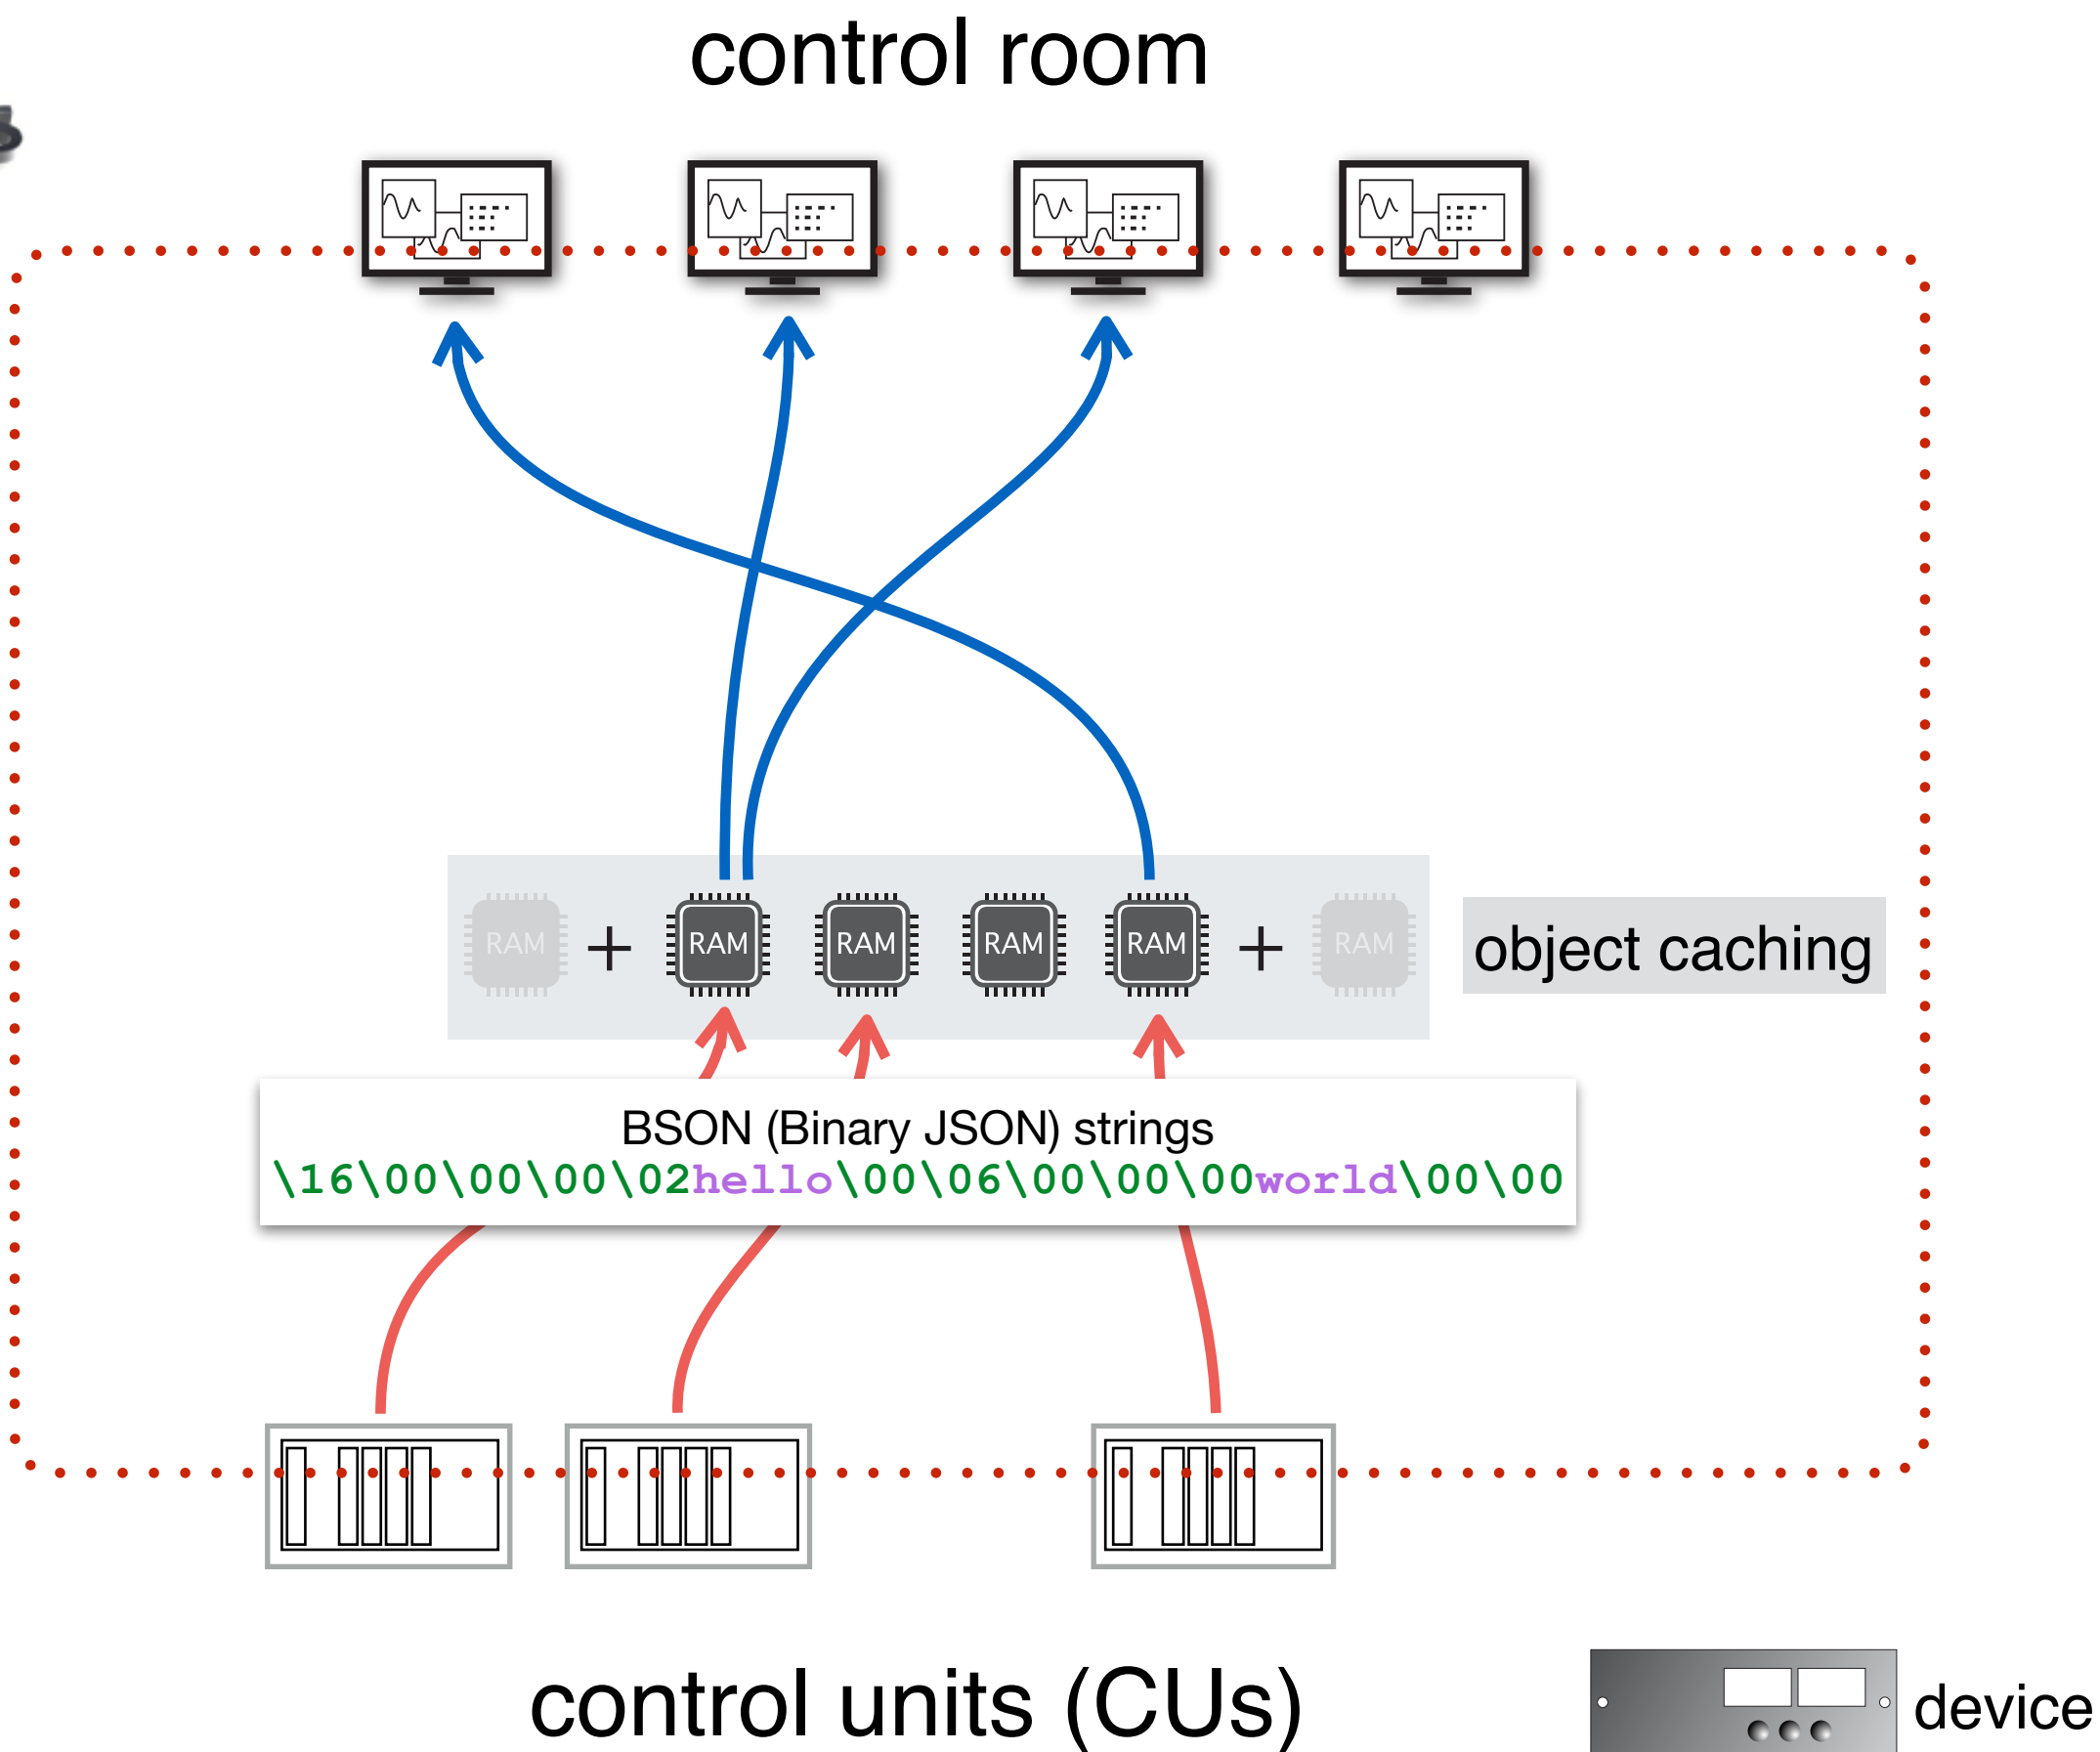 control room
RAM + RAM RAM RAM RAM + RAM
object caching
BSON (Binary JSON) strings
\16\00\00\00\02hello\00\06\00\00\00world\00\00
control units (CUs)
device